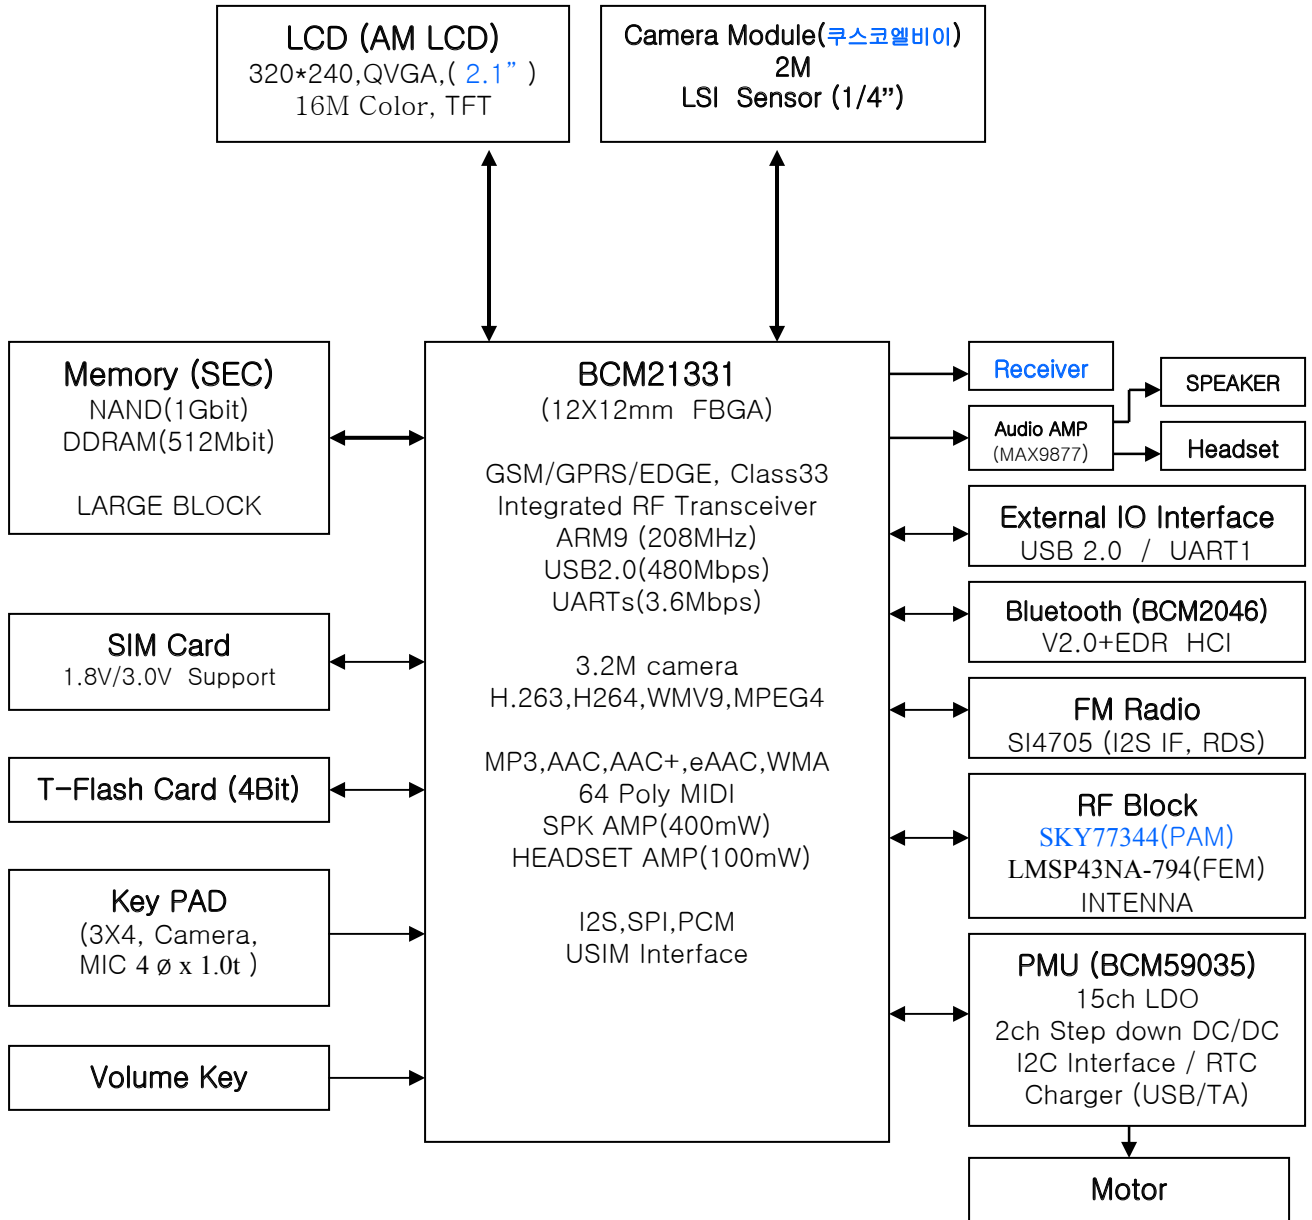 LCD (AM LCD)
320*240,QVGA,( 2.1” )
16M Color, TFT
Camera Module(쿠스코엘비이)
2M
LSI Sensor (1/4”)
Memory (SEC)
NAND(1Gbit)
DDRAM(512Mbit)
LARGE BLOCK
SIM Card
1.8V/3.0V Support
T-Flash Card (4Bit)
Key PAD
(3X4, Camera,
MIC 4 ø x 1.0t )
Volume Key
BCM21331
(12X12mm FBGA)
GSM/GPRS/EDGE, Class33
Integrated RF Transceiver
ARM9 (208MHz)
USB2.0(480Mbps)
UARTs(3.6Mbps)
3.2M camera
H.263,H264,WMV9,MPEG4
MP3,AAC,AAC+,eAAC,WMA
64 Poly MIDI
SPK AMP(400mW)
HEADSET AMP(100mW)
I2S,SPI,PCM
USIM Interface
Receiver
Audio AMP
(MAX9877)
SPEAKER
Headset
External IO Interface
USB 2.0 / UART1
Bluetooth (BCM2046)
V2.0+EDR HCI
FM Radio
SI4705 (I2S IF, RDS)
RF Block
SKY77344(PAM)
LMSP43NA-794(FEM)
INTENNA
PMU (BCM59035)
15ch LDO
2ch Step down DC/DC
I2C Interface / RTC
Charger (USB/TA)
Motor